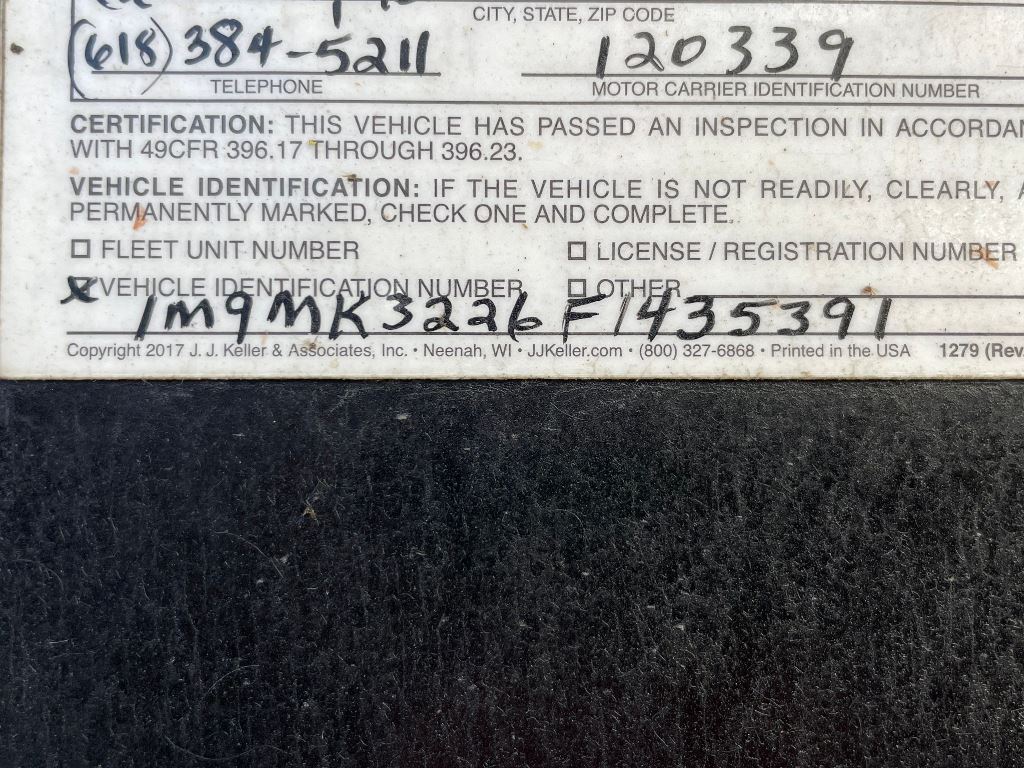 CITY, STATE, ZIP CODE
(618) 384-5211 120339
TELEPHONE MOTOR CARRIER IDENTIFICATION NUMBER
CERTIFICATION: THIS VEHICLE HAS PASSED AN INSPECTION IN ACCORDAN
WITH 49CFR 396.17 THROUGH 396.23.
VEHICLE IDENTIFICATION: IF THE VEHICLE IS NOT READILY, CLEARLY, A
PERMANENTLY MARKED, CHECK ONE AND COMPLETE.
☐ FLEET UNIT NUMBER ☐ LICENSE / REGISTRATION NUMBER
☒ VEHICLE IDENTIFICATION NUMBER ☐ OTHER
1M9MK3226F1435391
Copyright 2017 J. J. Keller & Associates, Inc. • Neenah, WI • JJKeller.com • (800) 327-6868 • Printed in the USA 1279 (Rev.